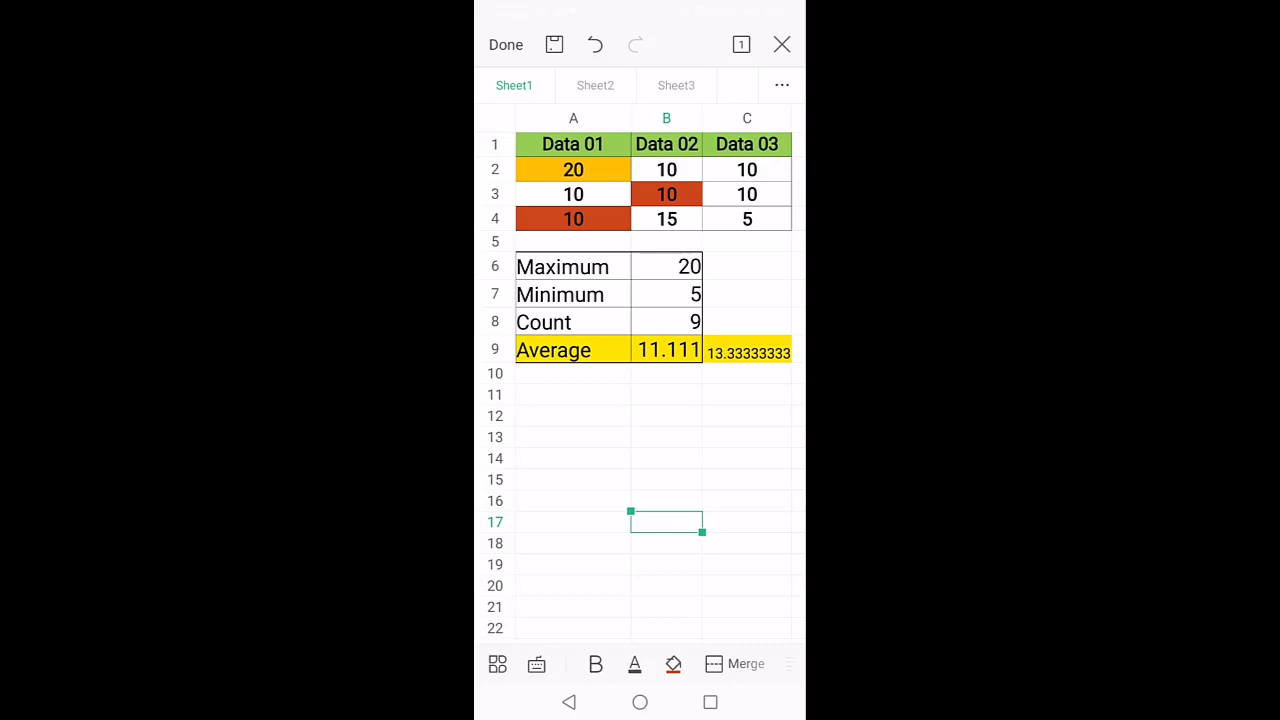 Done 1
Sheet1 Sheet2 Sheet3 ...
A B C
1 Data 01 Data 02 Data 03
2 20 10 10
3 10 10 10
4 10 15 5
5
6 Maximum 20
7 Minimum 5
8 Count 9
9 Average 11.111 13.33333333
10
11
12
13
14
15
16
17
18
19
20
21
22
B A Merge